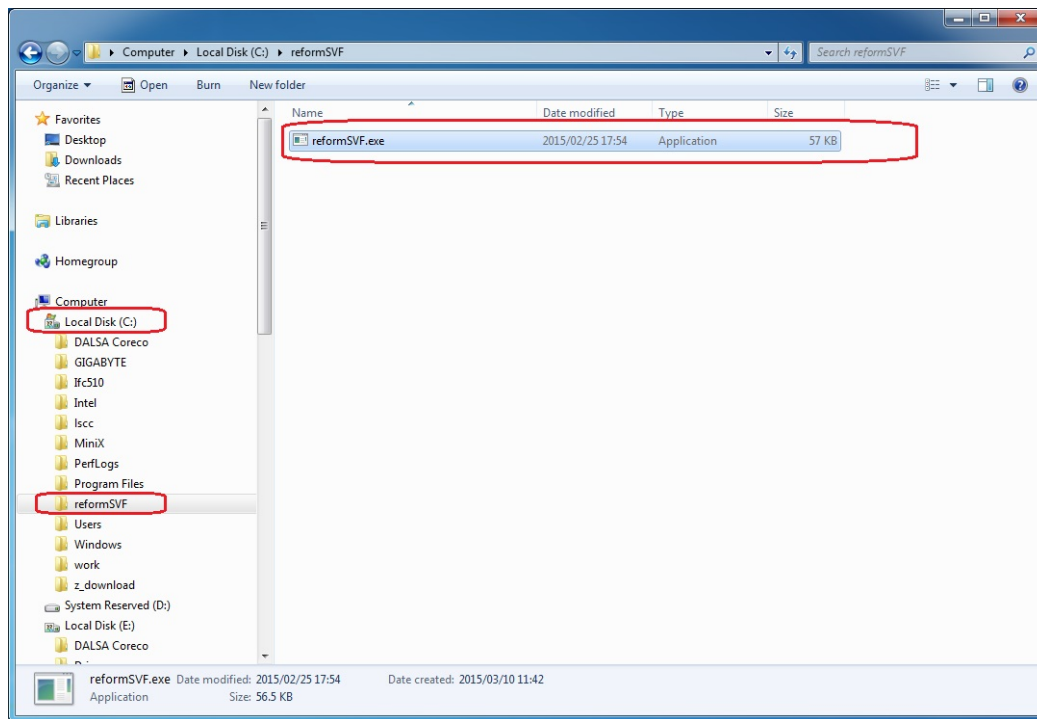 Computer Local Disk (C:) reformSVF Search reformSVF
Organize Open Burn New folder
Name Date modified Type Size
reformSVF.exe 2015/02/25 17:54 Application 57 KB
Favorites
Desktop
Downloads
Recent Places
Libraries
Homegroup
Computer
Local Disk (C:)
DALSA Coreco
GIGABYTE
Ifc510
Intel
lscc
MiniX
PerfLogs
Program Files
reformSVF
Users
Windows
work
z_download
System Reserved (D:)
Local Disk (E:)
DALSA Coreco
reformSVF.exe Date modified: 2015/02/25 17:54 Date created: 2015/03/10 11:42
Application Size: 56.5 KB